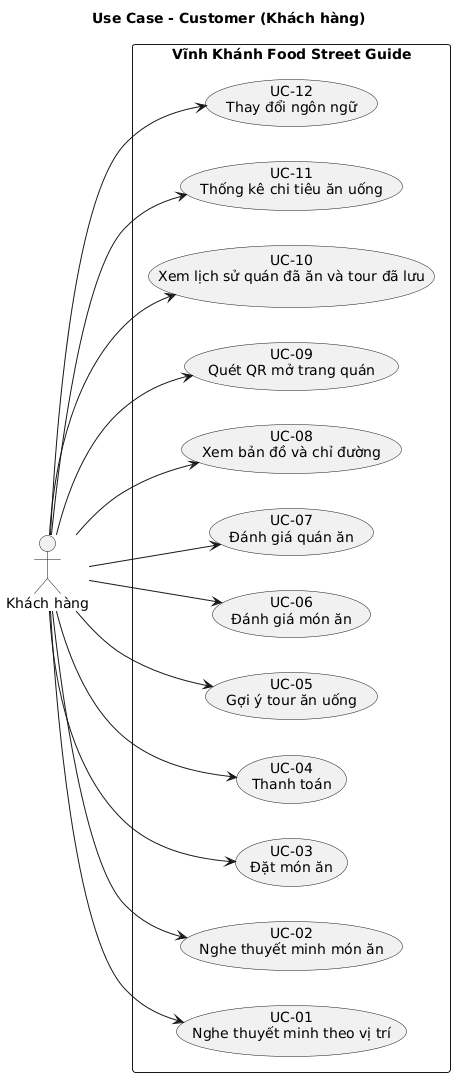 Use Case - Customer (Khách hàng)
Vĩnh Khánh Food Street Guide
UC-12
Thay đổi ngôn ngữ
UC-11
Thống kê chi tiêu ăn uống
UC-10
Xem lịch sử quán đã ăn và tour đã lưu
UC-09
Quét QR mở trang quán
UC-08
Xem bản đồ và chỉ đường
UC-07
Đánh giá quán ăn
Khách hàng
UC-06
Đánh giá món ăn
UC-05
Gợi ý tour ăn uống
UC-04
Thanh toán
UC-03
Đặt món ăn
UC-02
Nghe thuyết minh món ăn
UC-01
Nghe thuyết minh theo vị trí